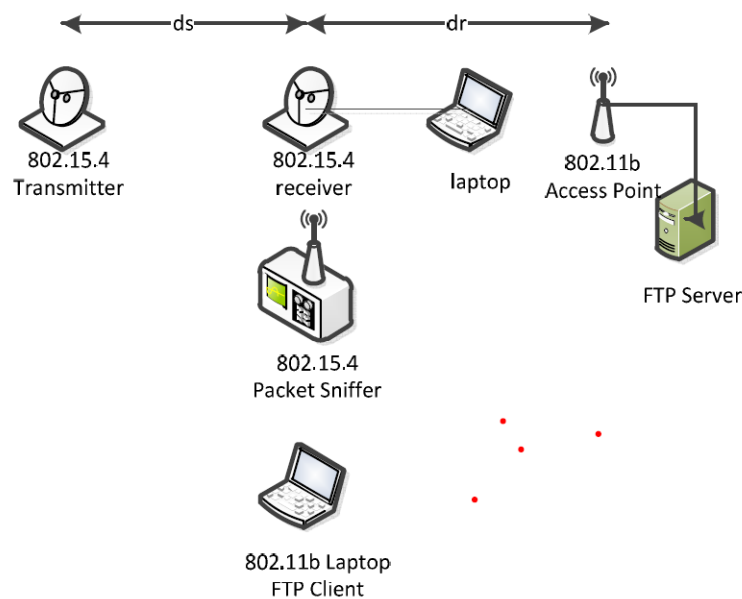 ds
dr
802.15.4
Transmitter
802.15.4
receiver
laptop
802.11b
Access Point
FTP Server
802.15.4
Packet Sniffer
802.11b Laptop
FTP Client